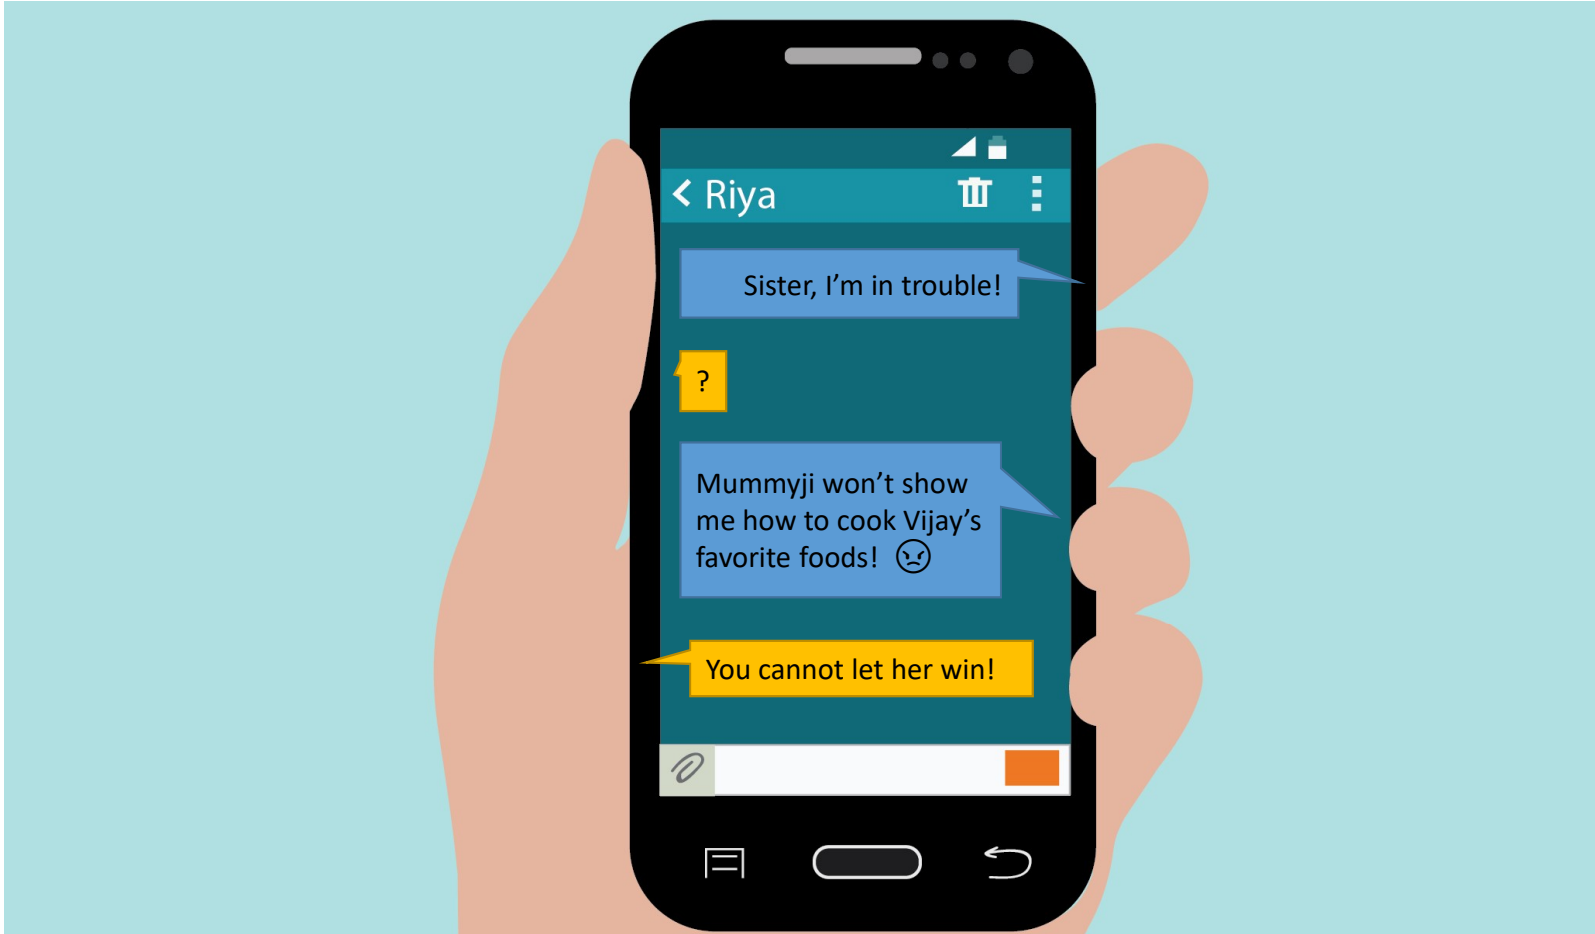 Riya
Sister, I’m in trouble!
?
Mummyji won’t show
me how to cook Vijay’s
favorite foods! 😠
You cannot let her win!